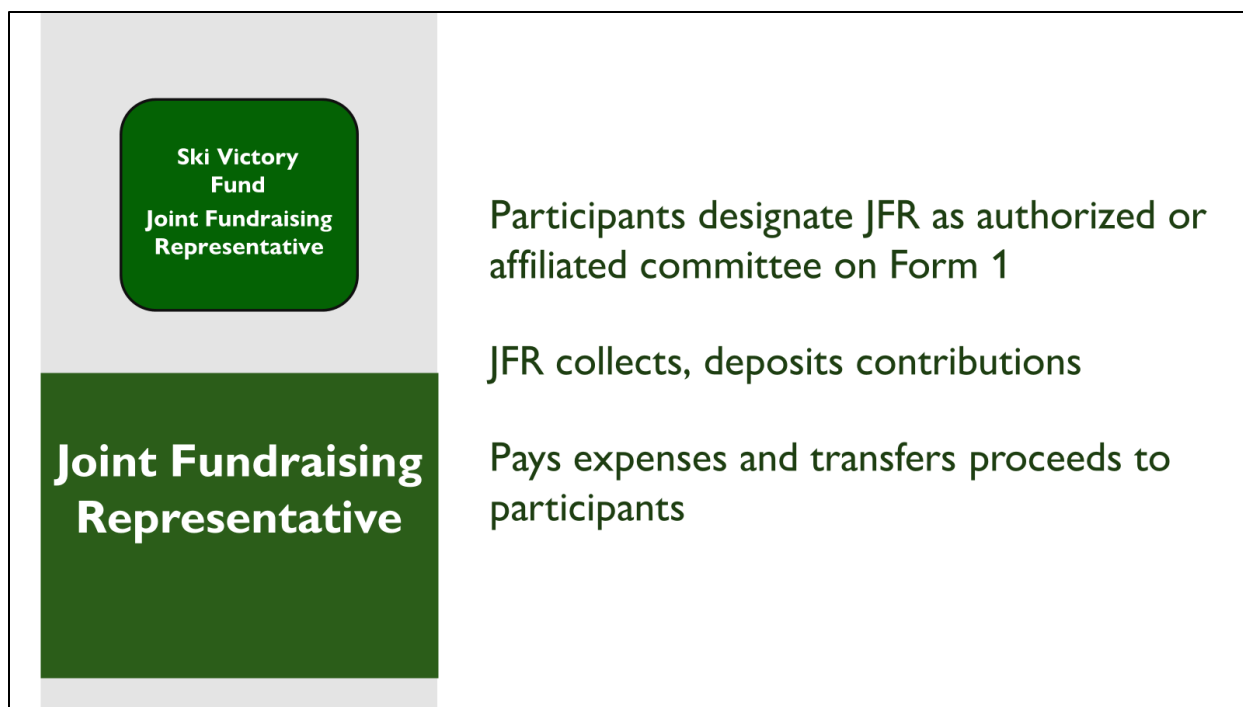 Ski Victory
Fund
Joint Fundraising
Representative
Joint Fundraising
Representative
Participants designate JFR as authorized or
affiliated committee on Form 1
JFR collects, deposits contributions
Pays expenses and transfers proceeds to
participants